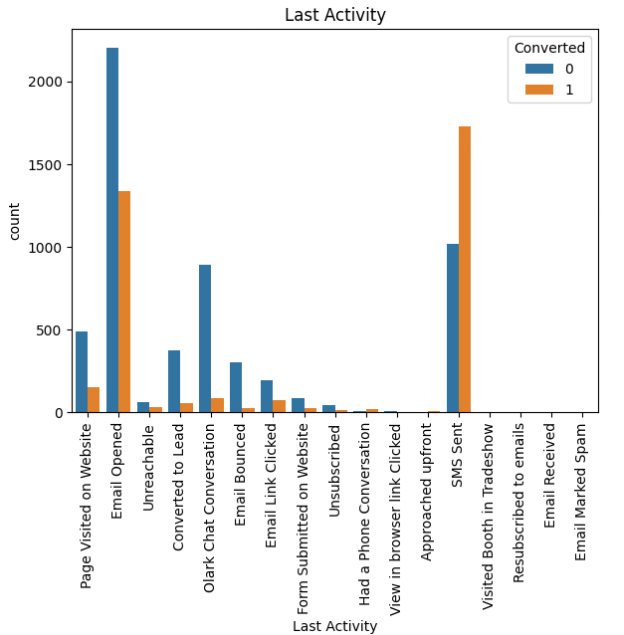 Last Activity
Converted
0
1
2000
1500
1000
500
0
count
Page Visited on Website
Email Opened
Unreachable
Converted to Lead
Olark Chat Conversation
Email Bounced
Email Link Clicked
Form Submitted on Website
Unsubscribed
Had a Phone Conversation
View in browser link Clicked
Approached upfront
SMS Sent
Visited Booth in Tradeshow
Resubscribed to emails
Email Received
Email Marked Spam
Last Activity